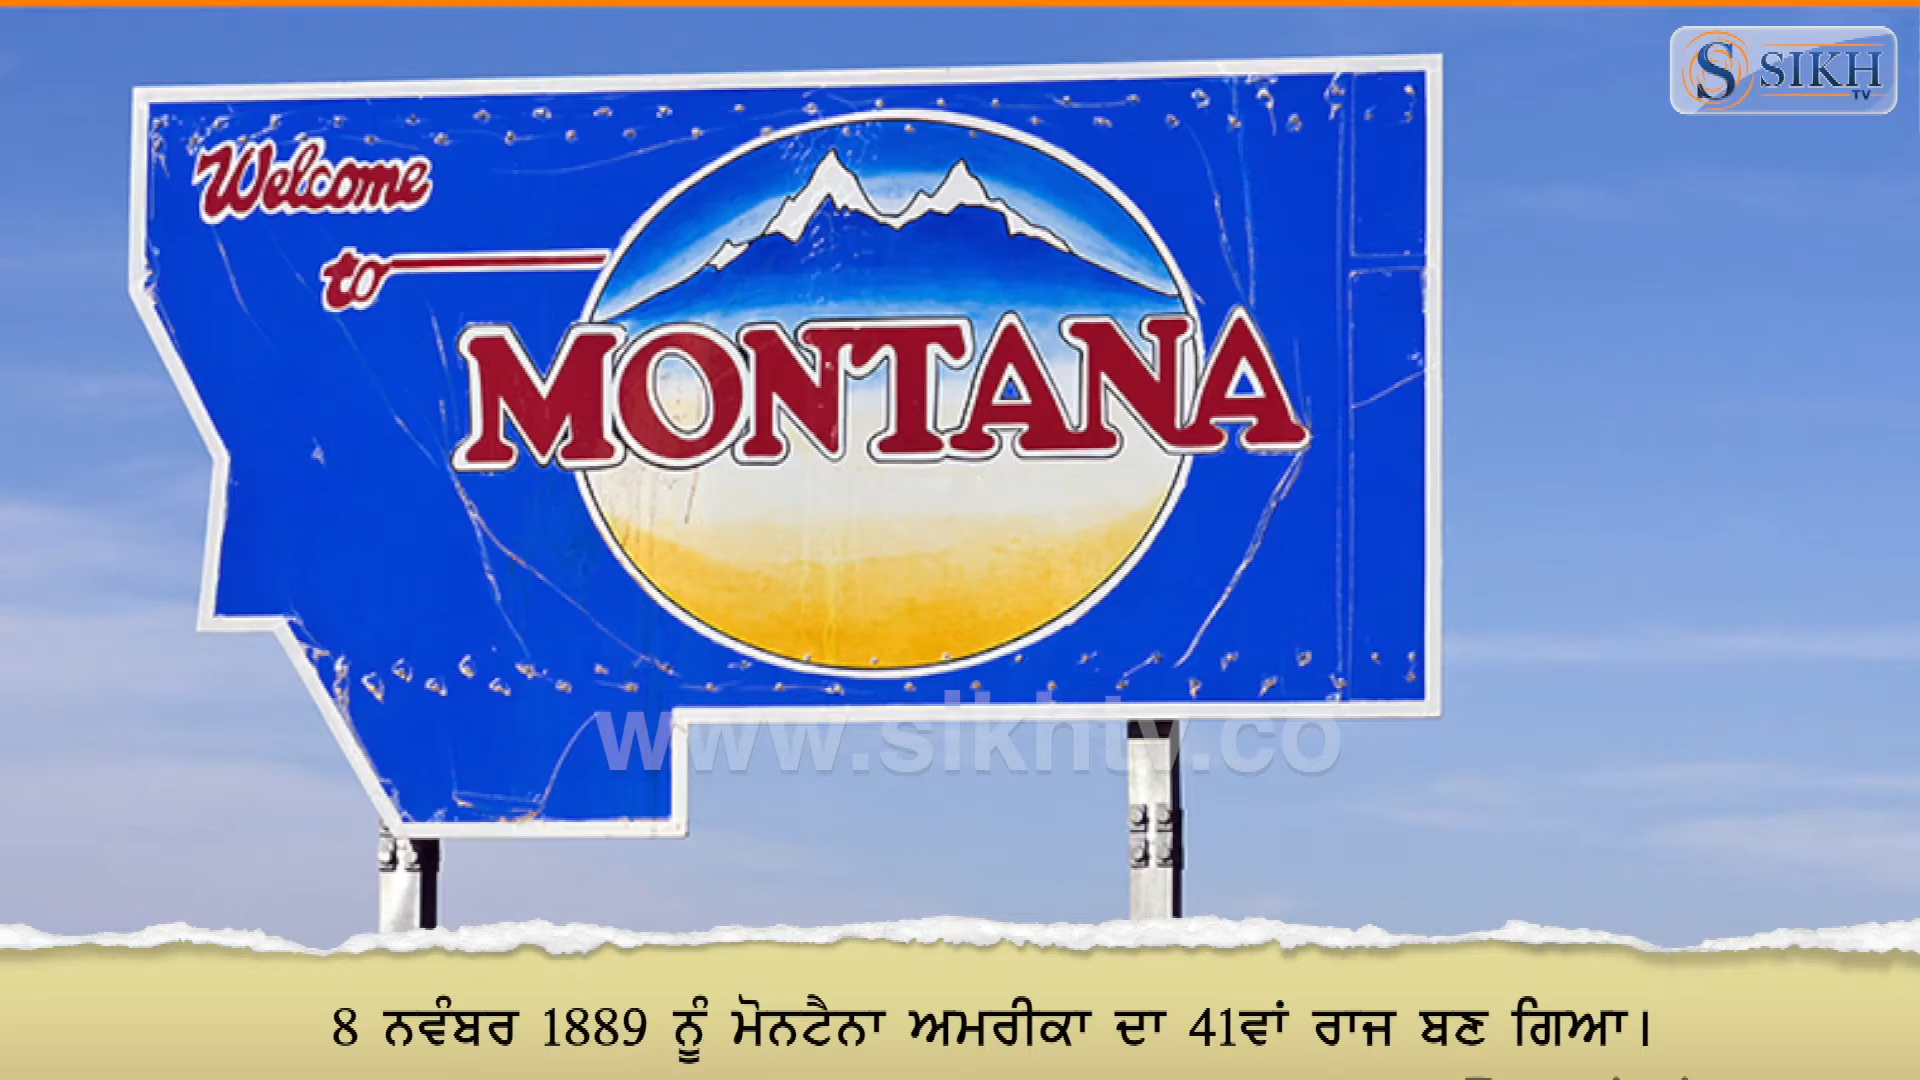 S SIKH
TV
Welcome
to
MONTANA
www.sikhtv.co
8 ਨਵੰਬਰ 1889 ਨੂੰ ਮੋਨਟੈਨਾ ਅਮਰੀਕਾ ਦਾ 41ਵਾਂ ਰਾਜ ਬਣ ਗਿਆ।